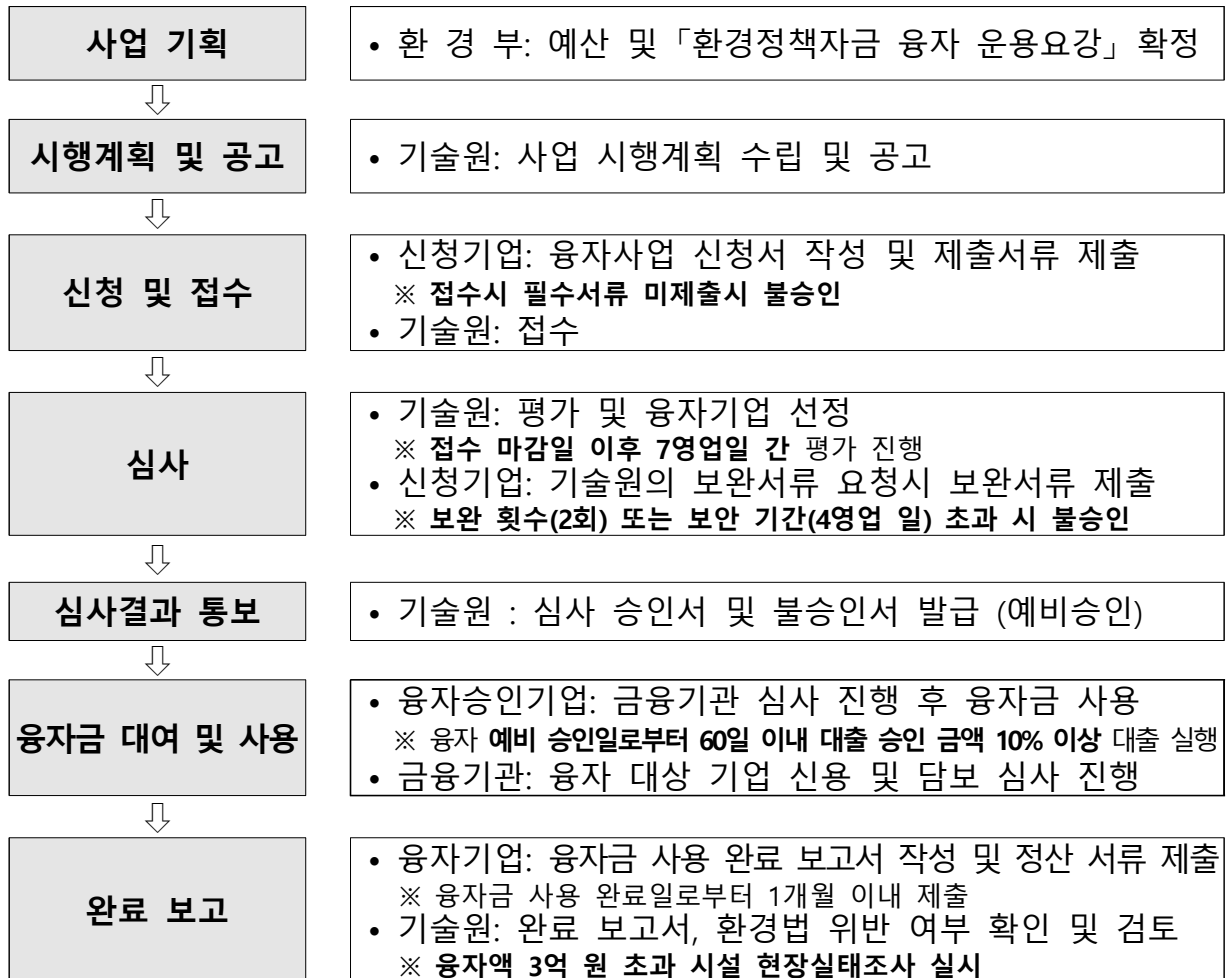 사업 기획
• 환 경 부: 예산 및「환경정책자금 융자 운용요강」확정
시행계획 및 공고
• 기술원: 사업 시행계획 수립 및 공고
신청 및 접수
• 신청기업: 융자사업 신청서 작성 및 제출서류 제출
※ 접수시 필수서류 미제출시 불승인
• 기술원: 접수
심사
• 기술원: 평가 및 융자기업 선정
※ 접수 마감일 이후 7영업일 간 평가 진행
• 신청기업: 기술원의 보완서류 요청시 보완서류 제출
※ 보완 횟수(2회) 또는 보안 기간(4영업 일) 초과 시 불승인
심사결과 통보
• 기술원 : 심사 승인서 및 불승인서 발급 (예비승인)
융자금 대여 및 사용
• 융자승인기업: 금융기관 심사 진행 후 융자금 사용
※ 융자 예비 승인일로부터 60일 이내 대출 승인 금액 10% 이상 대출 실행
• 금융기관: 융자 대상 기업 신용 및 담보 심사 진행
완료 보고
• 융자기업: 융자금 사용 완료 보고서 작성 및 정산 서류 제출
※ 융자금 사용 완료일로부터 1개월 이내 제출
• 기술원: 완료 보고서, 환경법 위반 여부 확인 및 검토
※ 융자액 3억 원 초과 시설 현장실태조사 실시